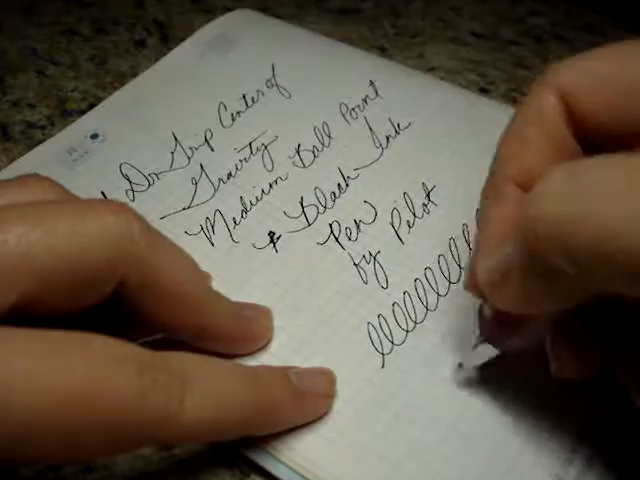 Dr. Grip Center of
Gravity
Medium Ball Point
& Black Ink
Pen
by Pilot